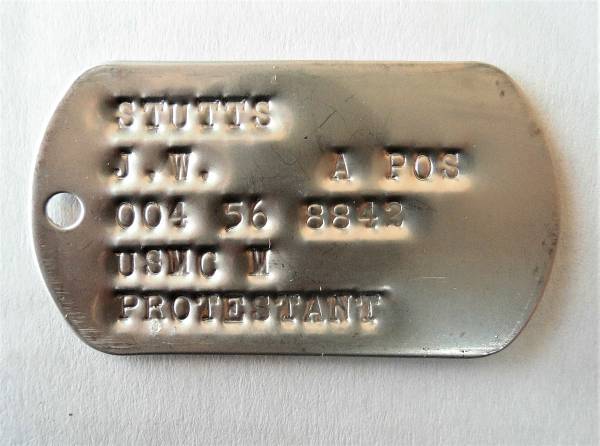 STUTTS
J.W. A POS
004 56 8842
USMC M
PROTESTANT